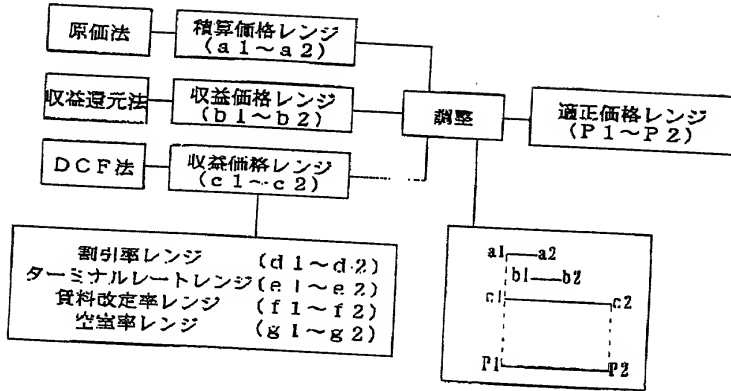 原価法
積算価格レンジ
(a1～a2)
収益還元法
収益価格レンジ
(b1～b2)
調整
適正価格レンジ
(P1～P2)
DCF法
収益価格レンジ
(c1～c2)
割引率レンジ (d1～d2)
ターミナルレートレンジ(e1～e2)
賃料改定率レンジ (f1～f2)
空室率レンジ (g1～g2)
a1 a2
b1 b2
c1 c2
P1 P2